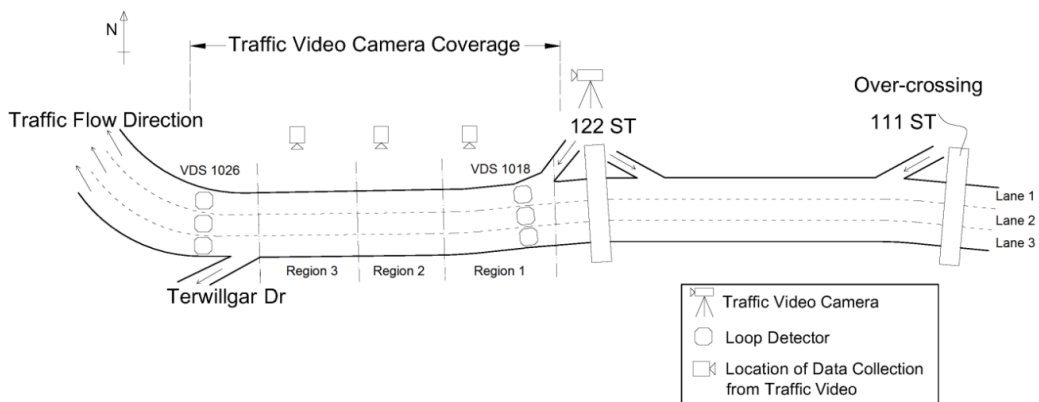 N
Traffic Video Camera Coverage
Over-crossing
Traffic Flow Direction
122 ST
111 ST
VDS 1026
VDS 1018
Lane 1
Lane 2
Lane 3
Region 3
Region 2
Region 1
Terwillgar Dr
Traffic Video Camera
Loop Detector
Location of Data Collection
from Traffic Video